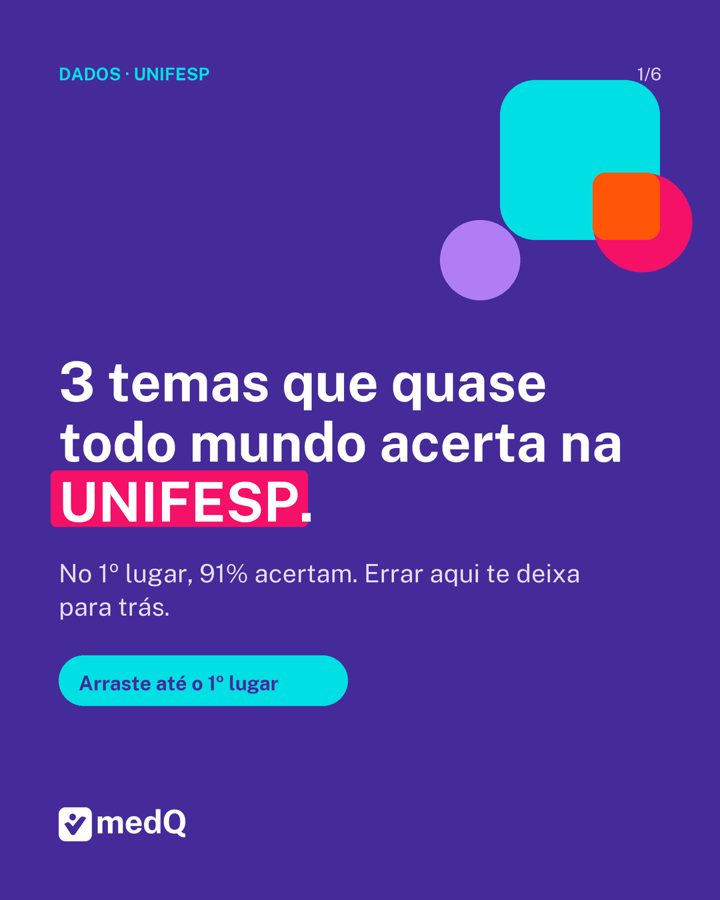 DADOS · UNIFESP
1/6
3 temas que quase
todo mundo acerta na
UNIFESP.
No 1º lugar, 91% acertam. Errar aqui te deixa
para trás.
Arraste até o 1º lugar
medQ